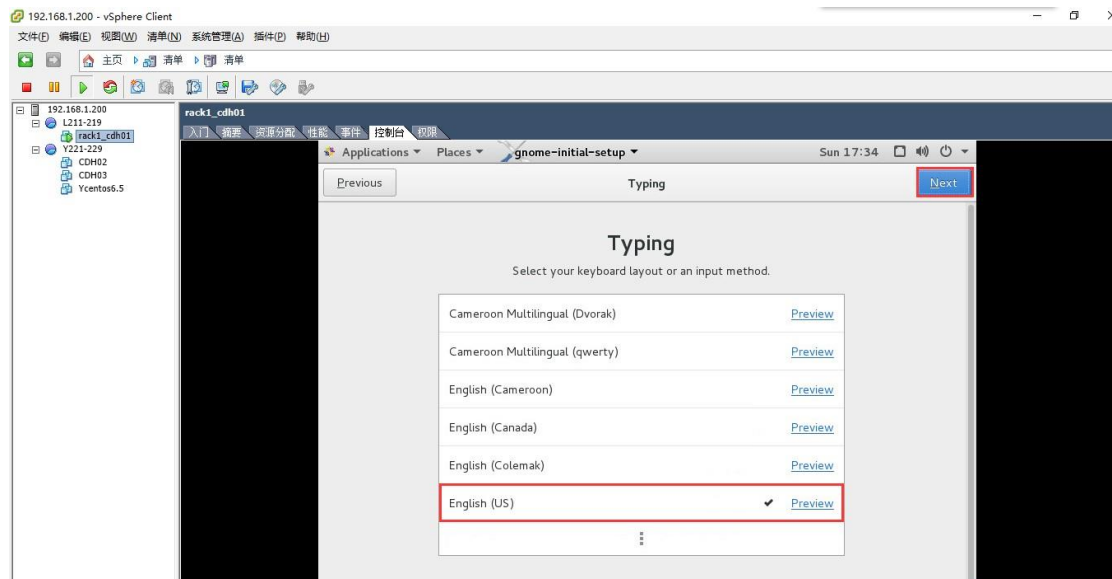 192.168.1.200 - vSphere Client
文件(F) 编辑(E) 视图(W) 清单(N) 系统管理(A) 插件(P) 帮助(H)
主页 清单 清单
192.168.1.200
L211-219
rack1_cdh01
Y221-229
CDH02
CDH03
Ycentos6.5
rack1_cdh01
入门 摘要 资源分配 性能 事件 控制台 权限
Applications Places gnome-initial-setup Sun 17:34
Previous Typing Next
Typing
Select your keyboard layout or an input method.
Cameroon Multilingual (Dvorak) Preview
Cameroon Multilingual (qwerty) Preview
English (Cameroon) Preview
English (Canada) Preview
English (Colemak) Preview
English (US) Preview